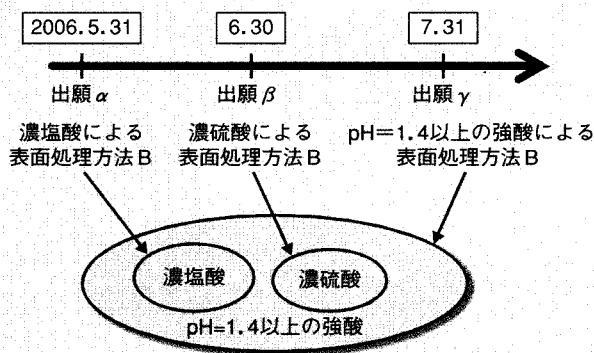 2006.5.31 6.30 7.31
出願α 出願β 出願γ
濃塩酸による 濃硫酸による pH=1.4以上の強酸による
表面処理方法B 表面処理方法B 表面処理方法B
濃塩酸 濃硫酸
pH=1.4以上の強酸